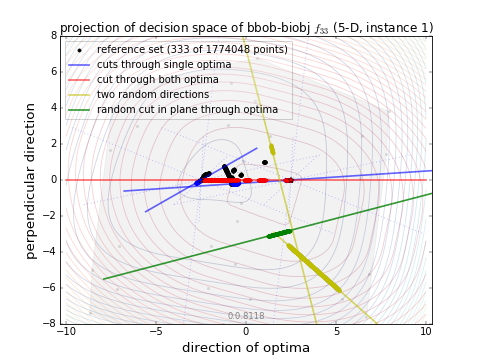 projection of decision space of bbob-biobj f33 (5-D, instance 1)
reference set (333 of 1774048 points)
cuts through single optima
cut through both optima
two random directions
random cut in plane through optima
perpendicular direction
8
6
4
2
0
−2
−4
−6
−8
0.0.8118
−10
−5
0
5
10
direction of optima